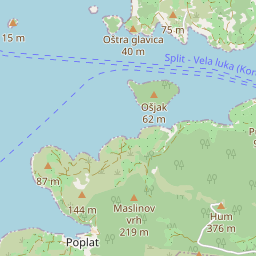 15 m
Oštra glavica
40 m
75 m
Split - Vela luka (Kor
Ošjak
62 m
87 m
144 m
Maslinov
vrh
219 m
Hum
376 m
Poplat